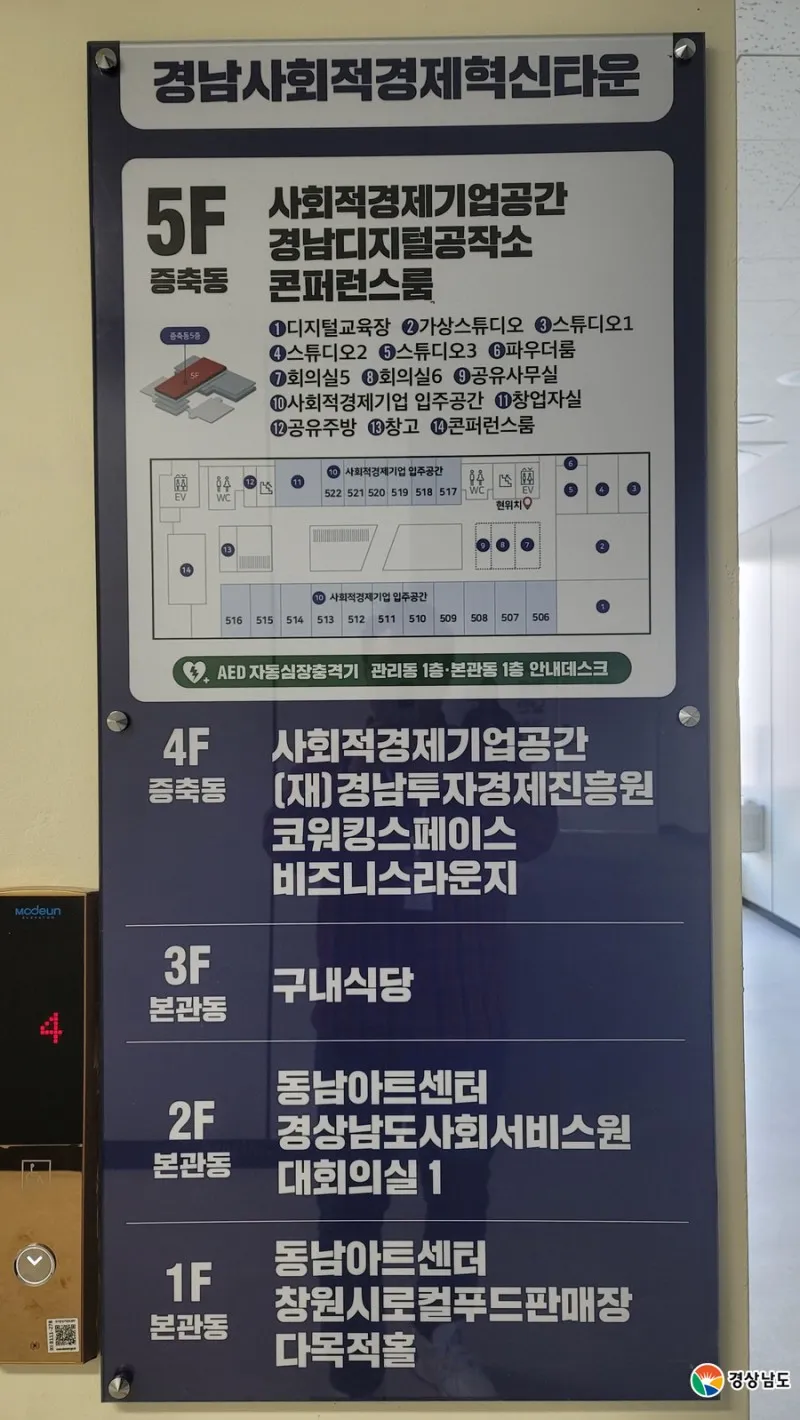 경남사회적경제혁신타운
5F
증축동
사회적경제기업공간
경남디지털공작소
콘퍼런스룸
증축동5층
5F
①디지털교육장 ②가상스튜디오 ③스튜디오1
④스튜디오2 ⑤스튜디오3 ⑥파우더룸
⑦회의실5 ⑧회의실6 ⑨공유사무실
⑩사회적경제기업 입주공간 ⑪창업자실
⑫공유주방 ⑬창고 ⑭콘퍼런스룸
EV WC ⑫ ⑪ ⑩ 사회적경제기업 입주공간 WC EV ⑥
522 521 520 519 518 517
⑤ ④ ③
현위치
⑬ ⑨ ⑧ ⑦ ②
⑭
⑩ 사회적경제기업 입주공간 ①
516 515 514 513 512 511 510 509 508 507 506
AED 자동심장충격기 관리동 1층·본관동 1층 안내데스크
4F
증축동
사회적경제기업공간
(재)경남투자경제진흥원
코워킹스페이스
비즈니스라운지
3F
본관동
구내식당
2F
본관동
동남아트센터
경상남도사회서비스원
대회의실 1
1F
본관동
동남아트센터
창원시로컬푸드판매장
다목적홀
Modeun
ELEVATOR
4
경상남도